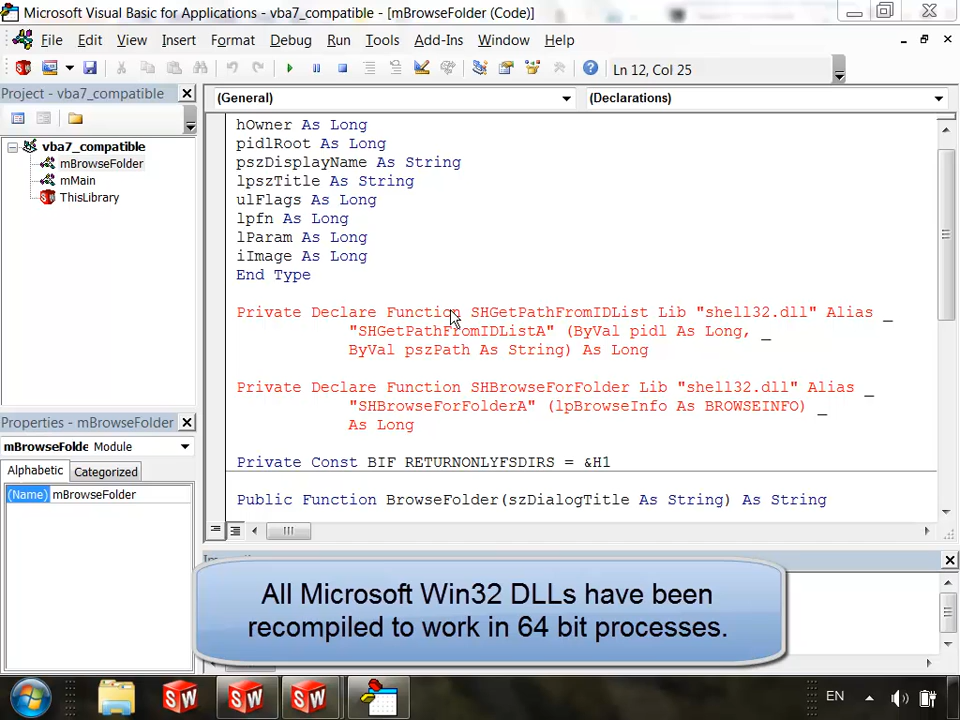 Microsoft Visual Basic for Applications - vba7_compatible - [mBrowseFolder (Code)]
File Edit View Insert Format Debug Run Tools Add-Ins Window Help
Ln 12, Col 25
Project - vba7_compatible
(General) (Declarations)
vba7_compatible
mBrowseFolder
mMain
ThisLibrary
hOwner As Long
pidlRoot As Long
pszDisplayName As String
lpszTitle As String
ulFlags As Long
lpfn As Long
lParam As Long
iImage As Long
End Type
Private Declare Function SHGetPathFromIDList Lib "shell32.dll" Alias _
"SHGetPathFromIDListA" (ByVal pidl As Long, _
ByVal pszPath As String) As Long
Private Declare Function SHBrowseForFolder Lib "shell32.dll" Alias _
"SHBrowseForFolderA" (lpBrowseInfo As BROWSEINFO) _
As Long
Private Const BIF_RETURNONLYFSDIRS = &H1
Public Function BrowseFolder(szDialogTitle As String) As String
Properties - mBrowseFolder
mBrowseFolde Module
Alphabetic Categorized
(Name) mBrowseFolder
All Microsoft Win32 DLLs have been
recompiled to work in 64 bit processes.
EN